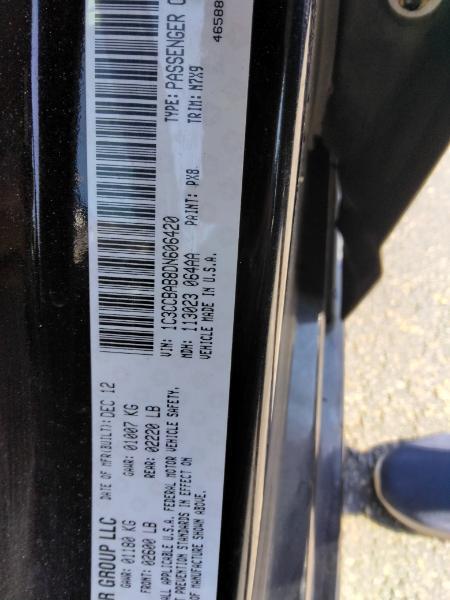 R GROUP LLC DATE OF MFR(BUILT): DEC 12
GAWR: 01180 KG GAWR: 01007 KG
FRONT: 02600 LB REAR: 02220 LB
ALL APPLICABLE U.S.A. FEDERAL MOTOR VEHICLE SAFETY,
PREVENTION STANDARDS IN EFFECT ON
OF MANUFACTURE SHOWN ABOVE.
VIN: 1C3CCBAB8DN606420 TYPE: PASSENGER C
MDH: 113023 064AA PAINT: PX8 TRIM: N7X9
VEHICLE MADE IN U.S.A. 46588